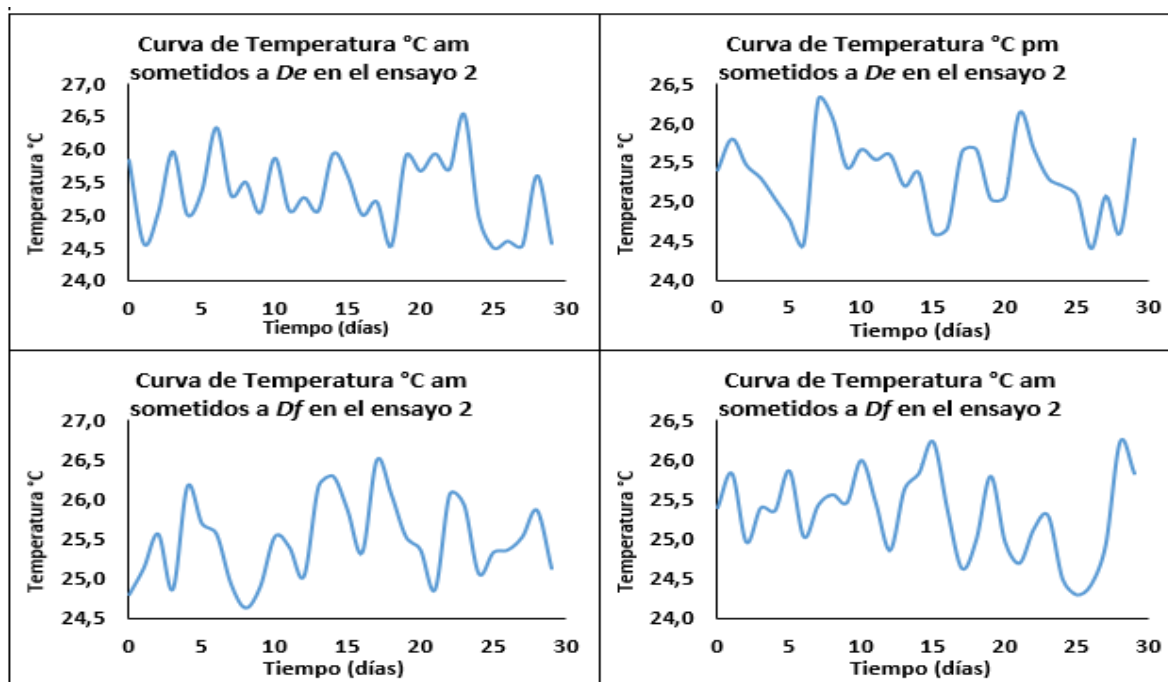 Curva de Temperatura °C am
sometidos a De en el ensayo 2
Temperatura °C
27,0
26,5
26,0
25,5
25,0
24,5
24,0
0 5 10 15 20 25 30
Tiempo (días)
Curva de Temperatura °C pm
sometidos a De en el ensayo 2
Temperatura °C
26,5
26,0
25,5
25,0
24,5
24,0
0 5 10 15 20 25 30
Tiempo (días)
Curva de Temperatura °C am
sometidos a Df en el ensayo 2
Temperatura °C
27,0
26,5
26,0
25,5
25,0
24,5
0 5 10 15 20 25 30
Tiempo (días)
Curva de Temperatura °C am
sometidos a Df en el ensayo 2
Temperatura °C
26,5
26,0
25,5
25,0
24,5
24,0
0 5 10 15 20 25 30
Tiempo (días)